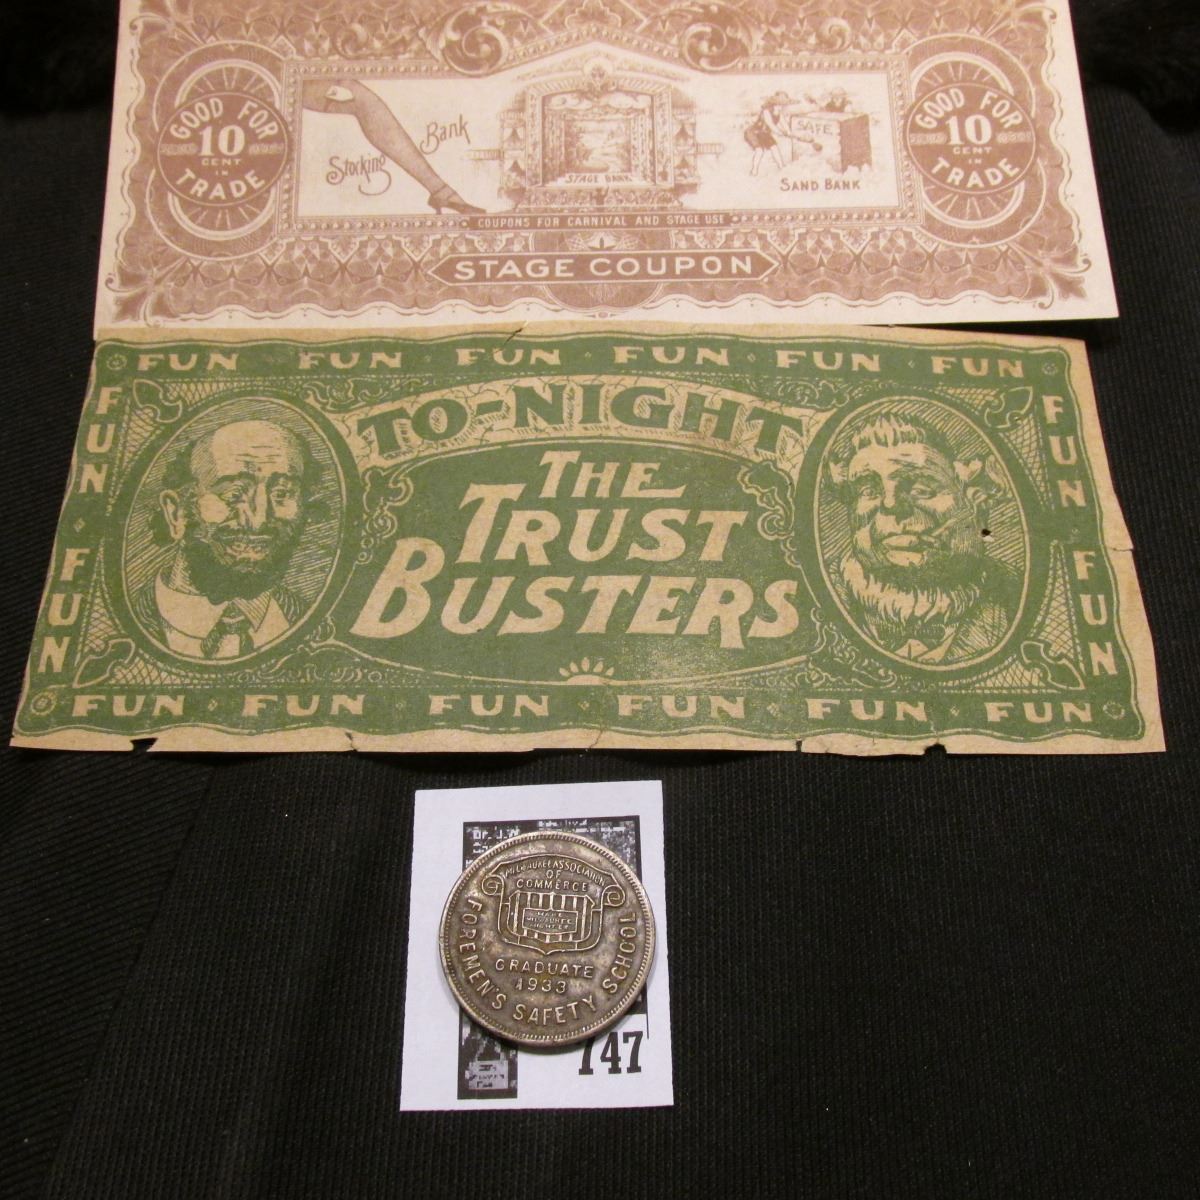 GOOD FOR
10
CENT
IN
TRADE
Stocking
Bank
STAGE BANK
SAFE
SAND BANK
GOOD FOR
10
CENT
IN
TRADE
COUPONS FOR CARNIVAL AND STAGE USE
STAGE COUPON
FUN FUN FUN FUN FUN FUN
FUN
FUN
TO-NIGHT
THE
TRUST
BUSTERS
FUN
FUN
FUN FUN FUN FUN FUN FUN
MILWAUKEE ASSOCIATION
OF
COMMERCE
MAKE
MILWAUKEE
MIGHTIER
GRADUATE
1933
FOREMEN'S SAFETY SCHOOL
747